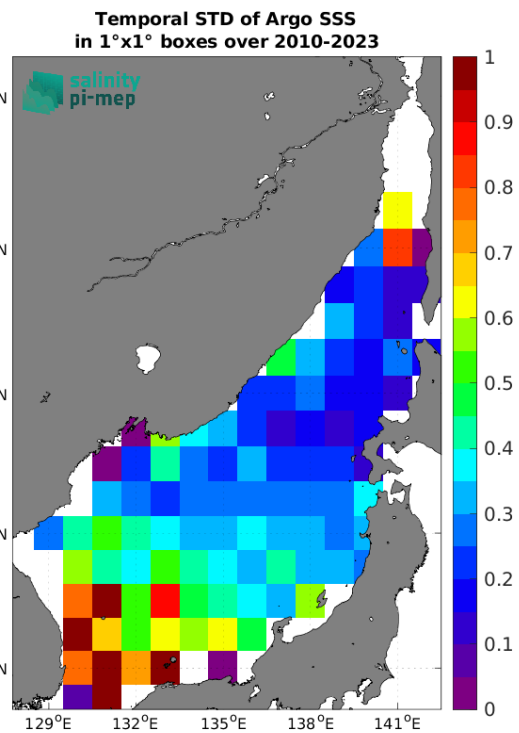 Temporal STD of Argo SSS
in 1°x1° boxes over 2010-2023
salinity
pi-mep
1
0.9
0.8
0.7
0.6
0.5
0.4
0.3
0.2
0.1
0
N
N
N
N
N
129°E
132°E
135°E
138°E
141°E